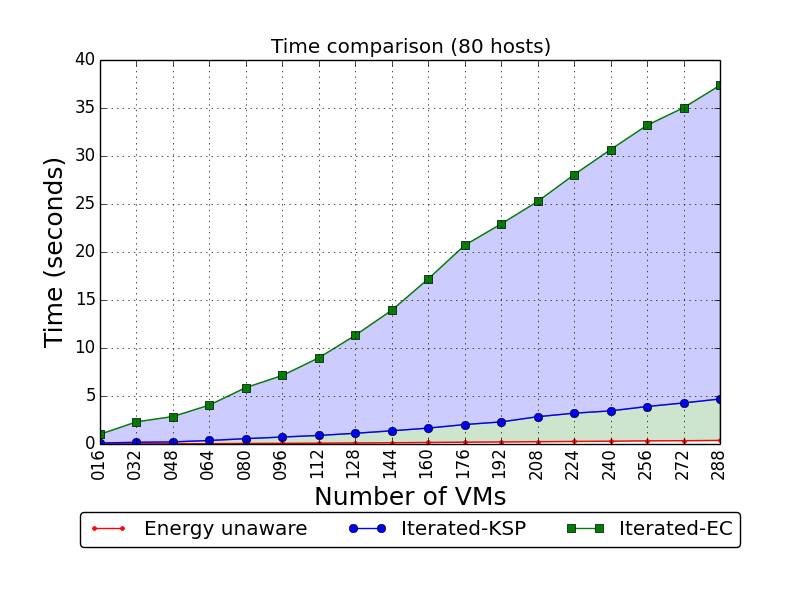 Time comparison (80 hosts)
40
35
30
25
20
15
10
5
0
Time (seconds)
016 032 048 064 080 096 112 128 144 160 176 192 208 224 240 256 272 288
Number of VMs
Energy unaware Iterated-KSP Iterated-EC